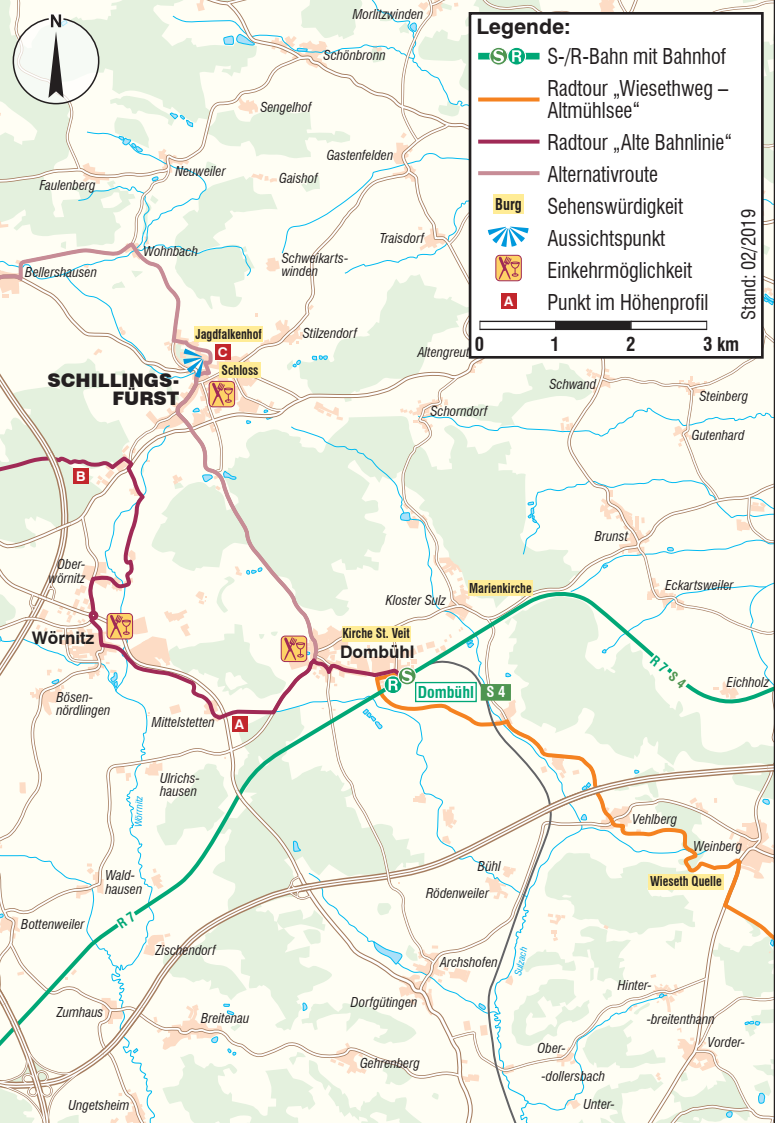 N
Morlitzwinden
Schönbronn
Sengelhof
Gastenfelden
Neuweiler
Gaishof
Faulenberg
Traisdorf
Wohnbach
Schweikarts-
winden
Bellershausen
Jagdfalkenhof
C
Stilzendorf
Schloss
Altengreut
SCHILLINGS-
FÜRST
Schorndorf
Schwand
Steinberg
Gutenhard
Legende:
S R S-/R-Bahn mit Bahnhof
Radtour „Wiesethweg –
Altmühlsee“
Radtour „Alte Bahnlinie“
Alternativroute
Burg Sehenswürdigkeit
Aussichtspunkt
Einkehrmöglichkeit
A Punkt im Höhenprofil
0 1 2 3 km
Stand: 02/2019
B
Brunst
Ober-
wörnitz
Eckartsweiler
Marienkirche
Kloster Sulz
Wörnitz
Kirche St. Veit
Dombühl
R 7 • S 4
R S
Dombühl S 4
Eichholz
Bösen-
nördlingen
Mittelstetten
A
Ulrichs-
hausen
Wörnitz
Vehlberg
Weinberg
Wieseth Quelle
Wald-
hausen
Bühl
Rödenweiler
R 7
Bottenweiler
Zischendorf
Archshofen
Sulzach
Dorfgütingen
Hinter-
-breitenthann
Vorder-
Zumhaus
Breitenau
Gehrenberg
Ober-
-dollersbach
Unter-
Ungetsheim